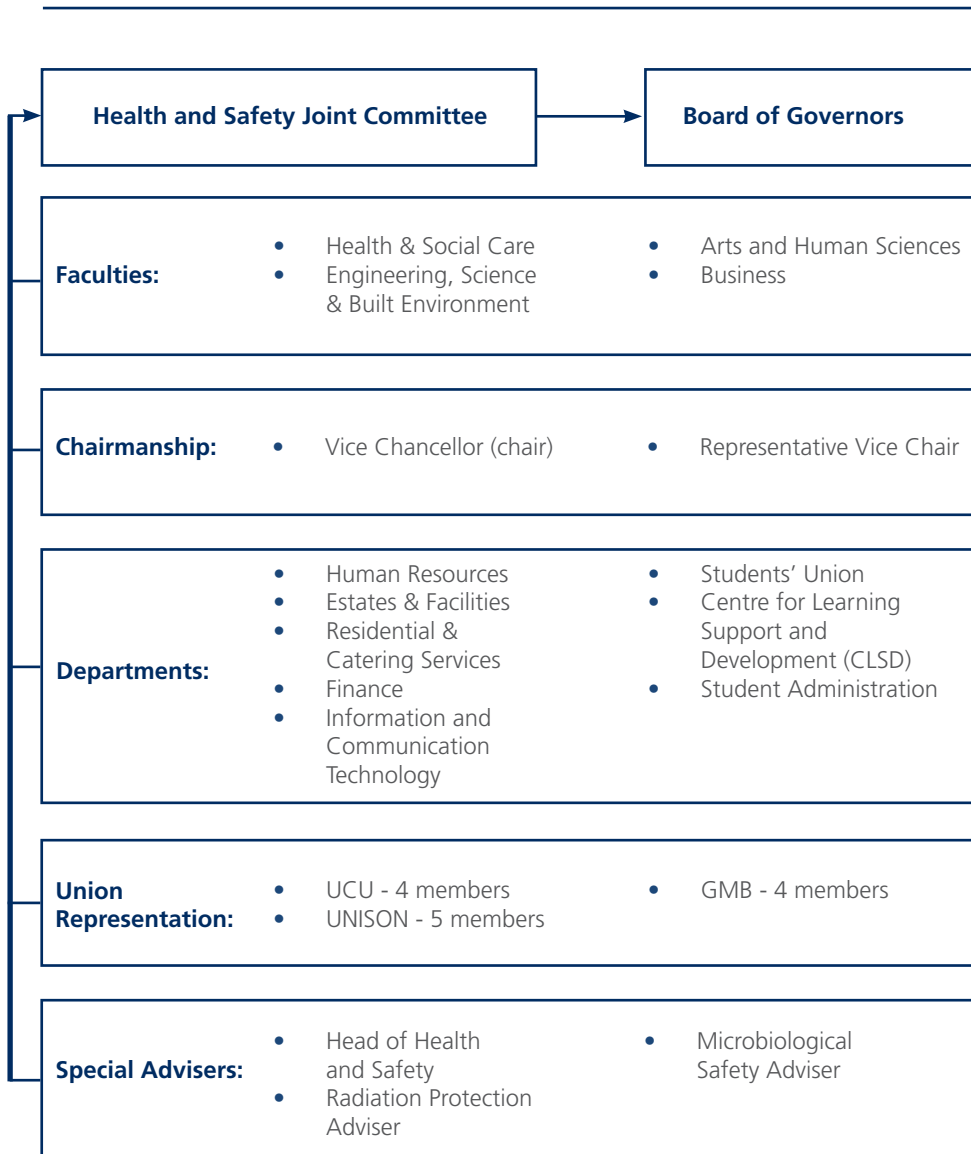 Health and Safety Joint Committee
Board of Governors
Faculties:
• Health & Social Care
• Engineering, Science
& Built Environment
• Arts and Human Sciences
• Business
Chairmanship:
• Vice Chancellor (chair)
• Representative Vice Chair
Departments:
• Human Resources
• Estates & Facilities
• Residential &
Catering Services
• Finance
• Information and
Communication
Technology
• Students’ Union
• Centre for Learning
Support and
Development (CLSD)
• Student Administration
Union
Representation:
• UCU - 4 members
• UNISON - 5 members
• GMB - 4 members
Special Advisers:
• Head of Health
and Safety
• Radiation Protection
Adviser
• Microbiological
Safety Adviser